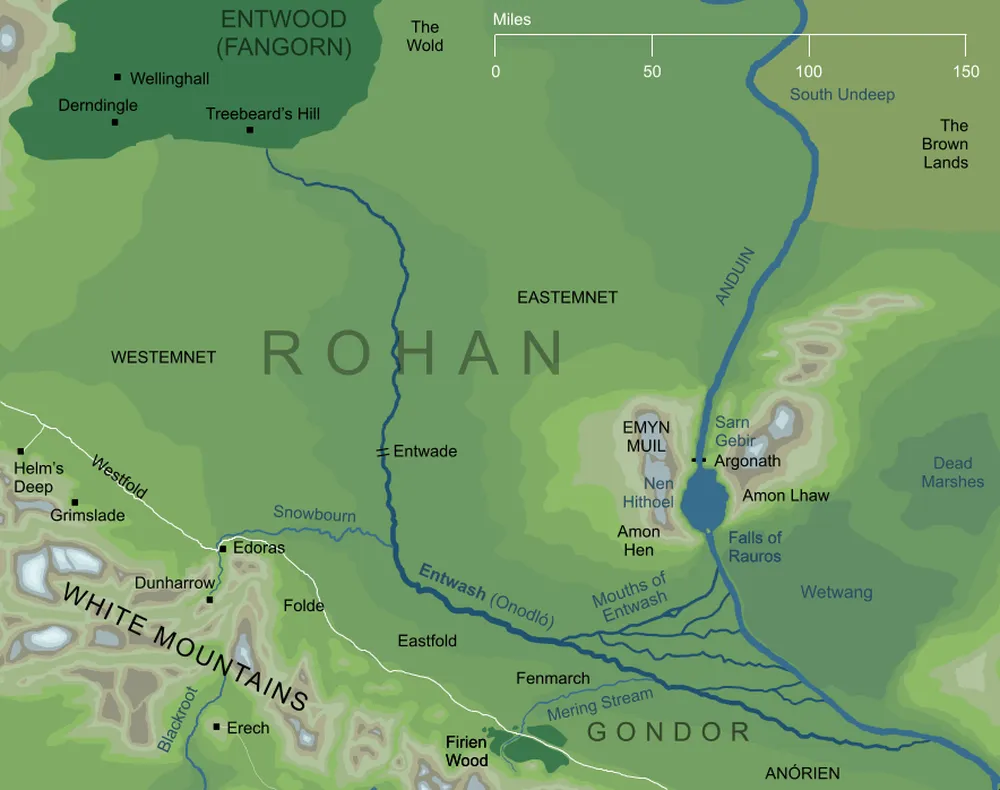 ENTWOOD
(FANGORN)
The
Wold
Miles
0
50
100
150
Wellinghall
Derndingle
Treebeard's Hill
South Undeep
The
Brown
Lands
ANDUIN
EASTEMNET
ROHAN
WESTEMNET
EMYN
MUIL
Sarn
Gebir
Argonath
Entwade
Helm's
Deep
Westfold
Grimslade
Nen
Hithoel
Amon Lhaw
Dead
Marshes
Snowbourn
Edoras
Amon
Hen
Falls of
Rauros
Dunharrow
Entwash (Onodló)
Mouths of
Entwash
Wetwang
WHITE MOUNTAINS
Folde
Eastfold
Fenmarch
Mering Stream
Blackroot
Erech
GONDOR
Firien
Wood
ANÓRIEN